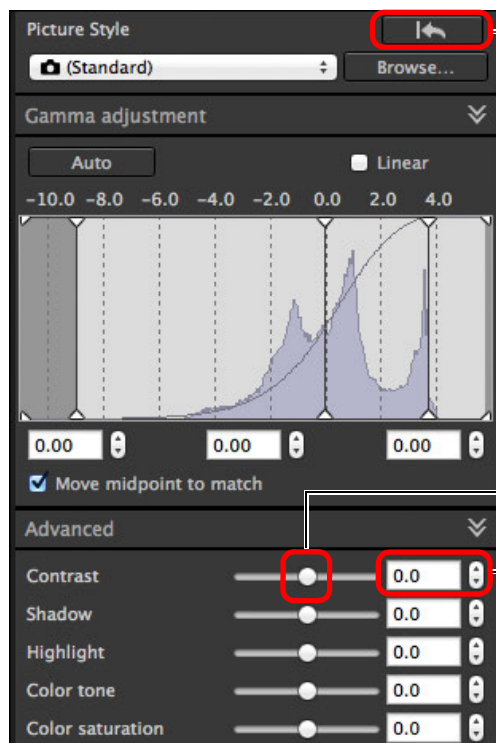 Picture Style
(Standard)
Browse...
Gamma adjustment
Auto
Linear
-10.0 -8.0 -6.0 -4.0 -2.0 0.0 2.0 4.0
0.00 0.00 0.00
Move midpoint to match
Advanced
Contrast 0.0
Shadow 0.0
Highlight 0.0
Color tone 0.0
Color saturation 0.0